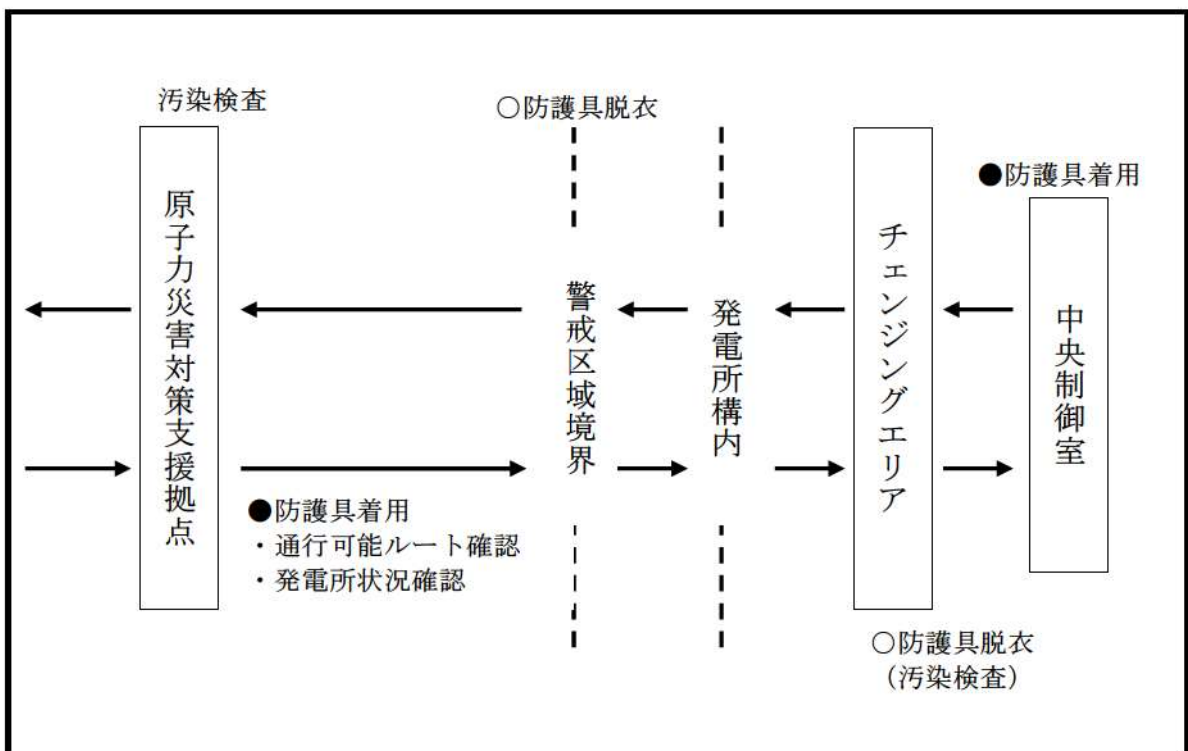 汚染検査
○防護具脱衣
●防護具着用
原子力災害対策支援拠点
警戒区域境界
発電所構内
チェンジングエリア
中央制御室
●防護具着用
・通行可能ルート確認
・発電所状況確認
○防護具脱衣
(汚染検査)